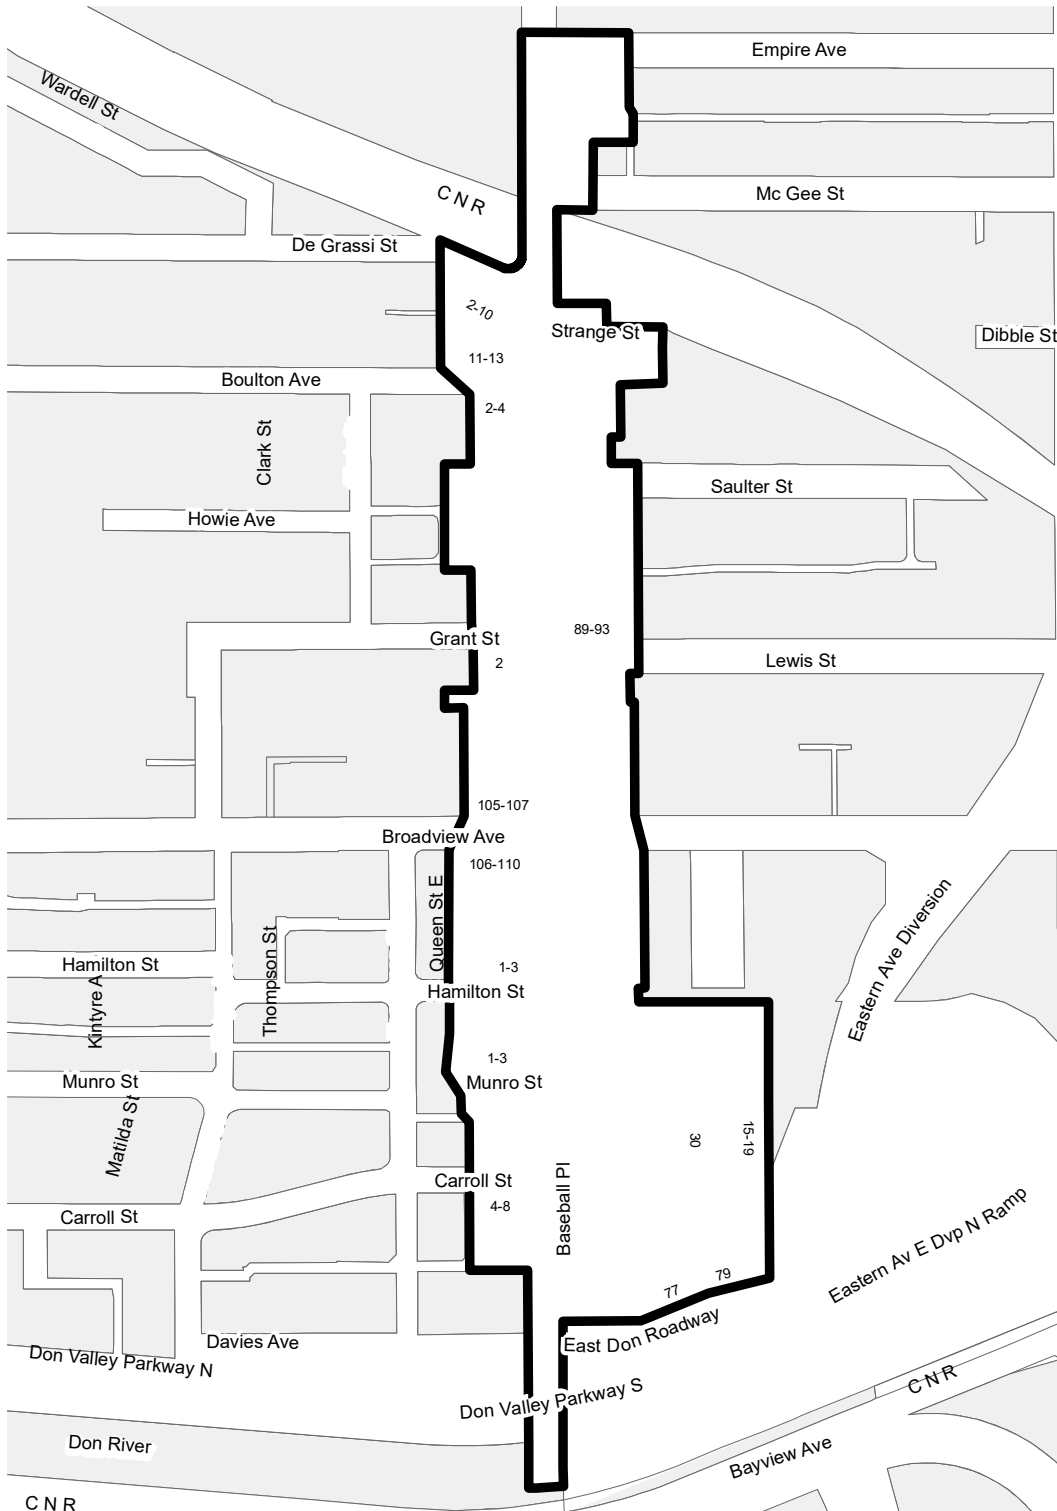 Empire Ave
Wardell St
C N R
Mc Gee St
De Grassi St
2-10
Strange St
Dibble St
11-13
Boulton Ave
2-4
Clark St
Saulter St
Howie Ave
89-93
Grant St
2
Lewis St
105-107
Broadview Ave
106-110
Queen St E
Eastern Ave Diversion
Thompson St
Hamilton St
1-3
Hamilton St
Kintyre A
1-3
Munro St
Munro St
Matilda St
30
15-19
Carroll St
4-8
Baseball Pl
Carroll St
Eastern Av E Dvp N Ramp
79
77
East Don Roadway
Davies Ave
Don Valley Parkway N
C N R
Don Valley Parkway S
Don River
Bayview Ave
C N R